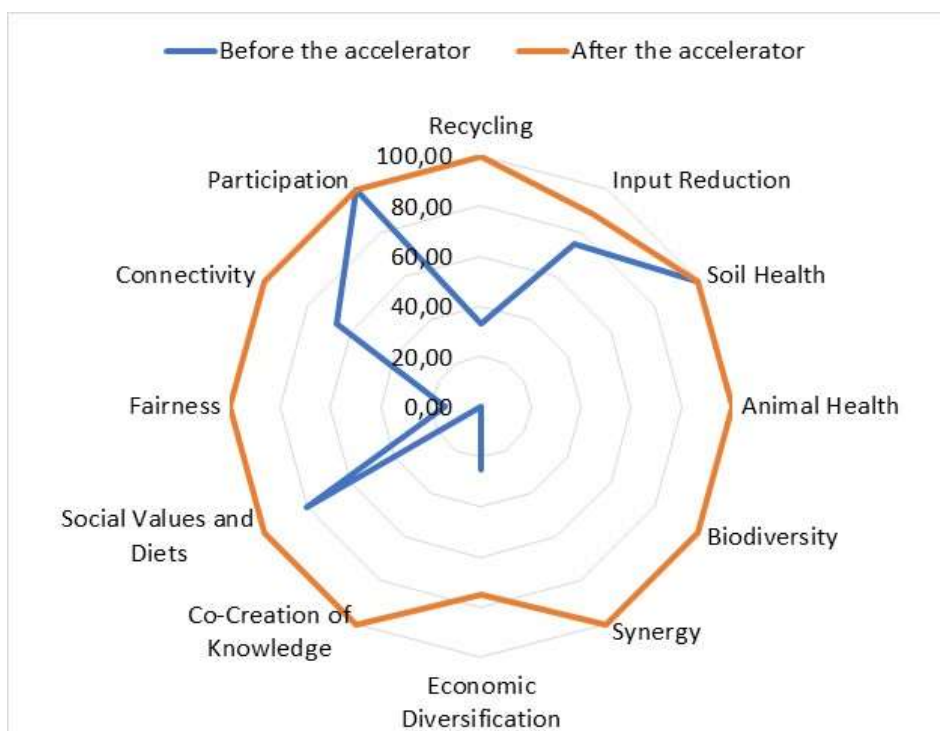 Before the accelerator
After the accelerator
Recycling
100,00
80,00
60,00
40,00
20,00
0,00
Input Reduction
Soil Health
Animal Health
Biodiversity
Synergy
Economic
Diversification
Co-Creation of
Knowledge
Social Values and
Diets
Fairness
Connectivity
Participation